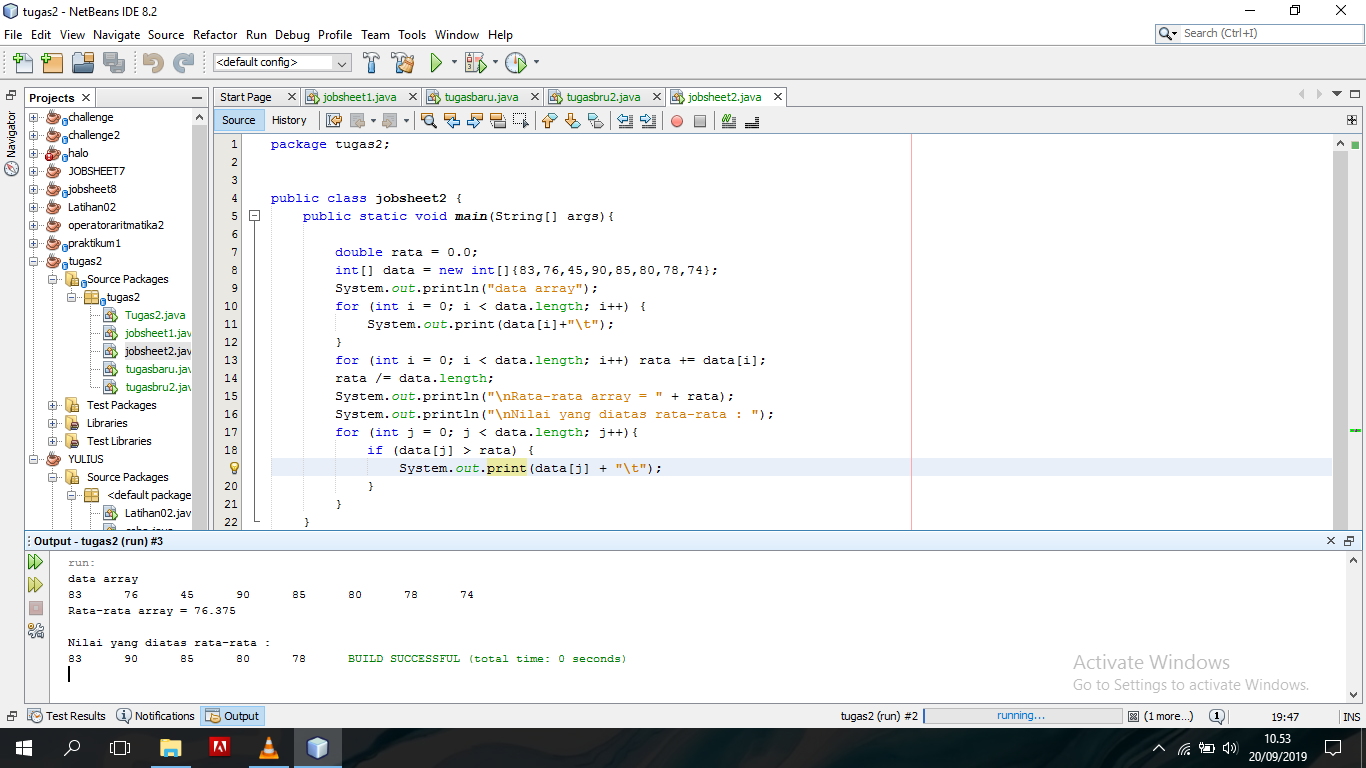 tugas2 - NetBeans IDE 8.2
File Edit View Navigate Source Refactor Run Debug Profile Team Tools Window Help
Search (Ctrl+I)
<default config>
Projects
Navigator
challenge
challenge2
halo
JOBSHEET7
jobsheet8
Latihan02
operatoraritmatika2
praktikum1
tugas2
Source Packages
tugas2
Tugas2.java
jobsheet1.jav
jobsheet2.jav
tugasbaru.jav
tugasbru2.jav
Test Packages
Libraries
Test Libraries
YULIUS
Source Packages
<default package
Latihan02.jav
Start Page jobsheet1.java tugasbaru.java tugasbru2.java jobsheet2.java
Source History
1 package tugas2;
2
3
4 public class jobsheet2 {
5 public static void main(String[] args){
6
7 double rata = 0.0;
8 int[] data = new int[]{83,76,45,90,85,80,78,74};
9 System.out.println("data array");
10 for (int i = 0; i < data.length; i++) {
11 System.out.print(data[i]+"\t");
12 }
13 for (int i = 0; i < data.length; i++) rata += data[i];
14 rata /= data.length;
15 System.out.println("\nRata-rata array = " + rata);
16 System.out.println("\nNilai yang diatas rata-rata : ");
17 for (int j = 0; j < data.length; j++){
18 if (data[j] > rata) {
System.out.print(data[j] + "\t");
20 }
21 }
22 }
Output - tugas2 (run) #3
run:
data array
83 76 45 90 85 80 78 74
Rata-rata array = 76.375
Nilai yang diatas rata-rata :
83 90 85 80 78 BUILD SUCCESSFUL (total time: 0 seconds)
Activate Windows
Go to Settings to activate Windows.
Test Results Notifications Output
tugas2 (run) #2 running... (1 more...) 1 19:47 INS
10.53
20/09/2019